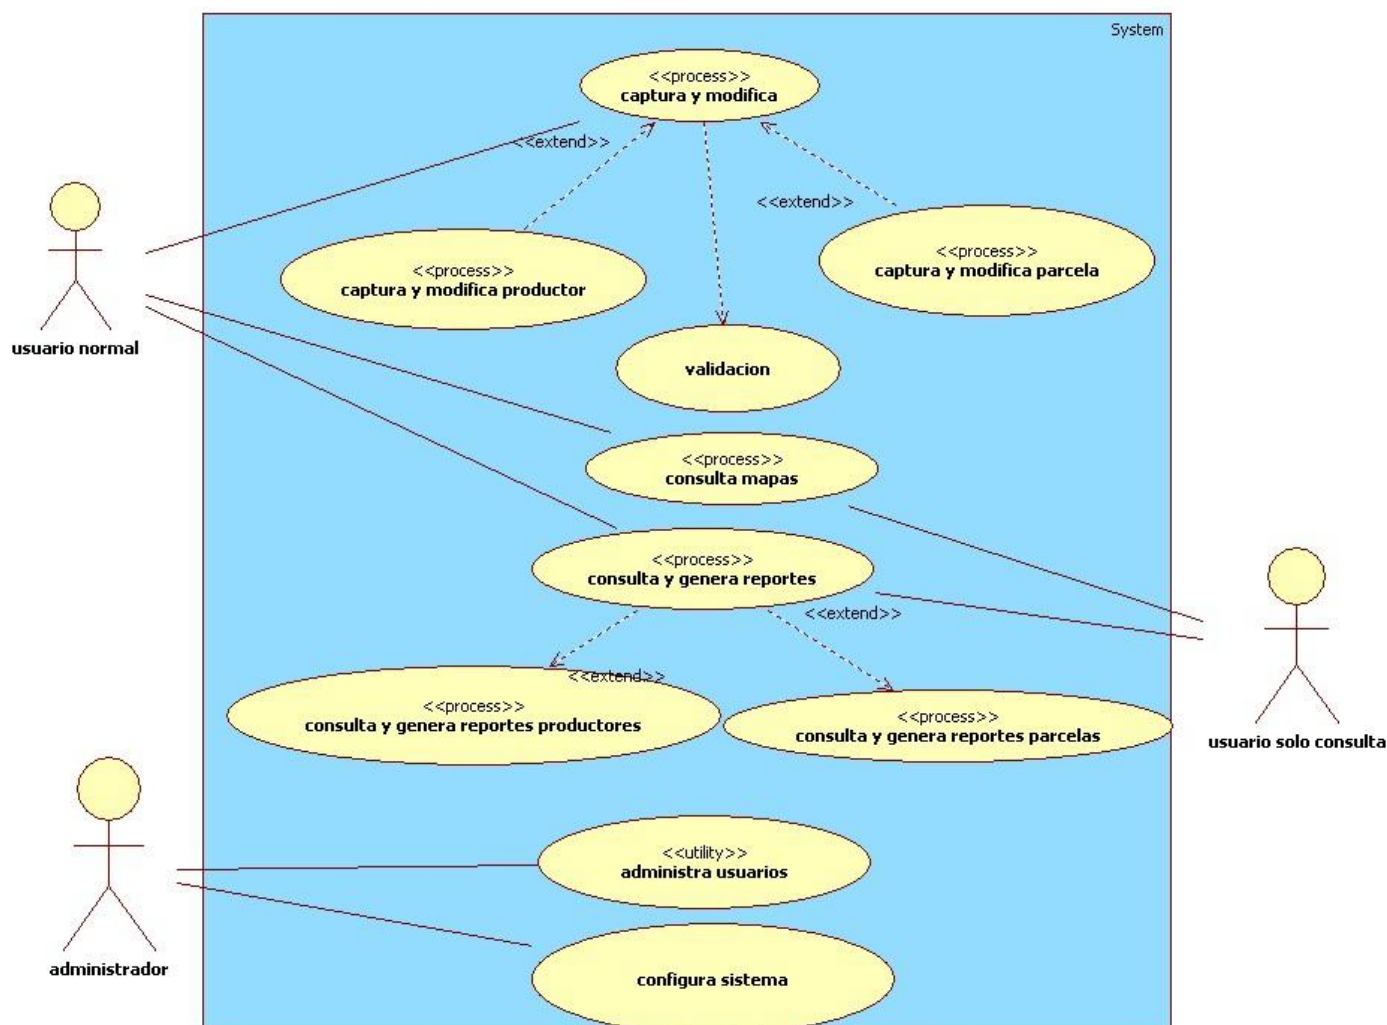 System
<<process>>
captura y modifica
<<extend>>
<<extend>>
<<process>>
captura y modifica productor
<<process>>
captura y modifica parcela
usuario normal
validacion
<<process>>
consulta mapas
<<process>>
consulta y genera reportes
<<extend>>
<<extend>>
<<process>>
consulta y genera reportes productores
<<process>>
consulta y genera reportes parcelas
usuario solo consulta
<<utility>>
administra usuarios
administrador
configura sistema